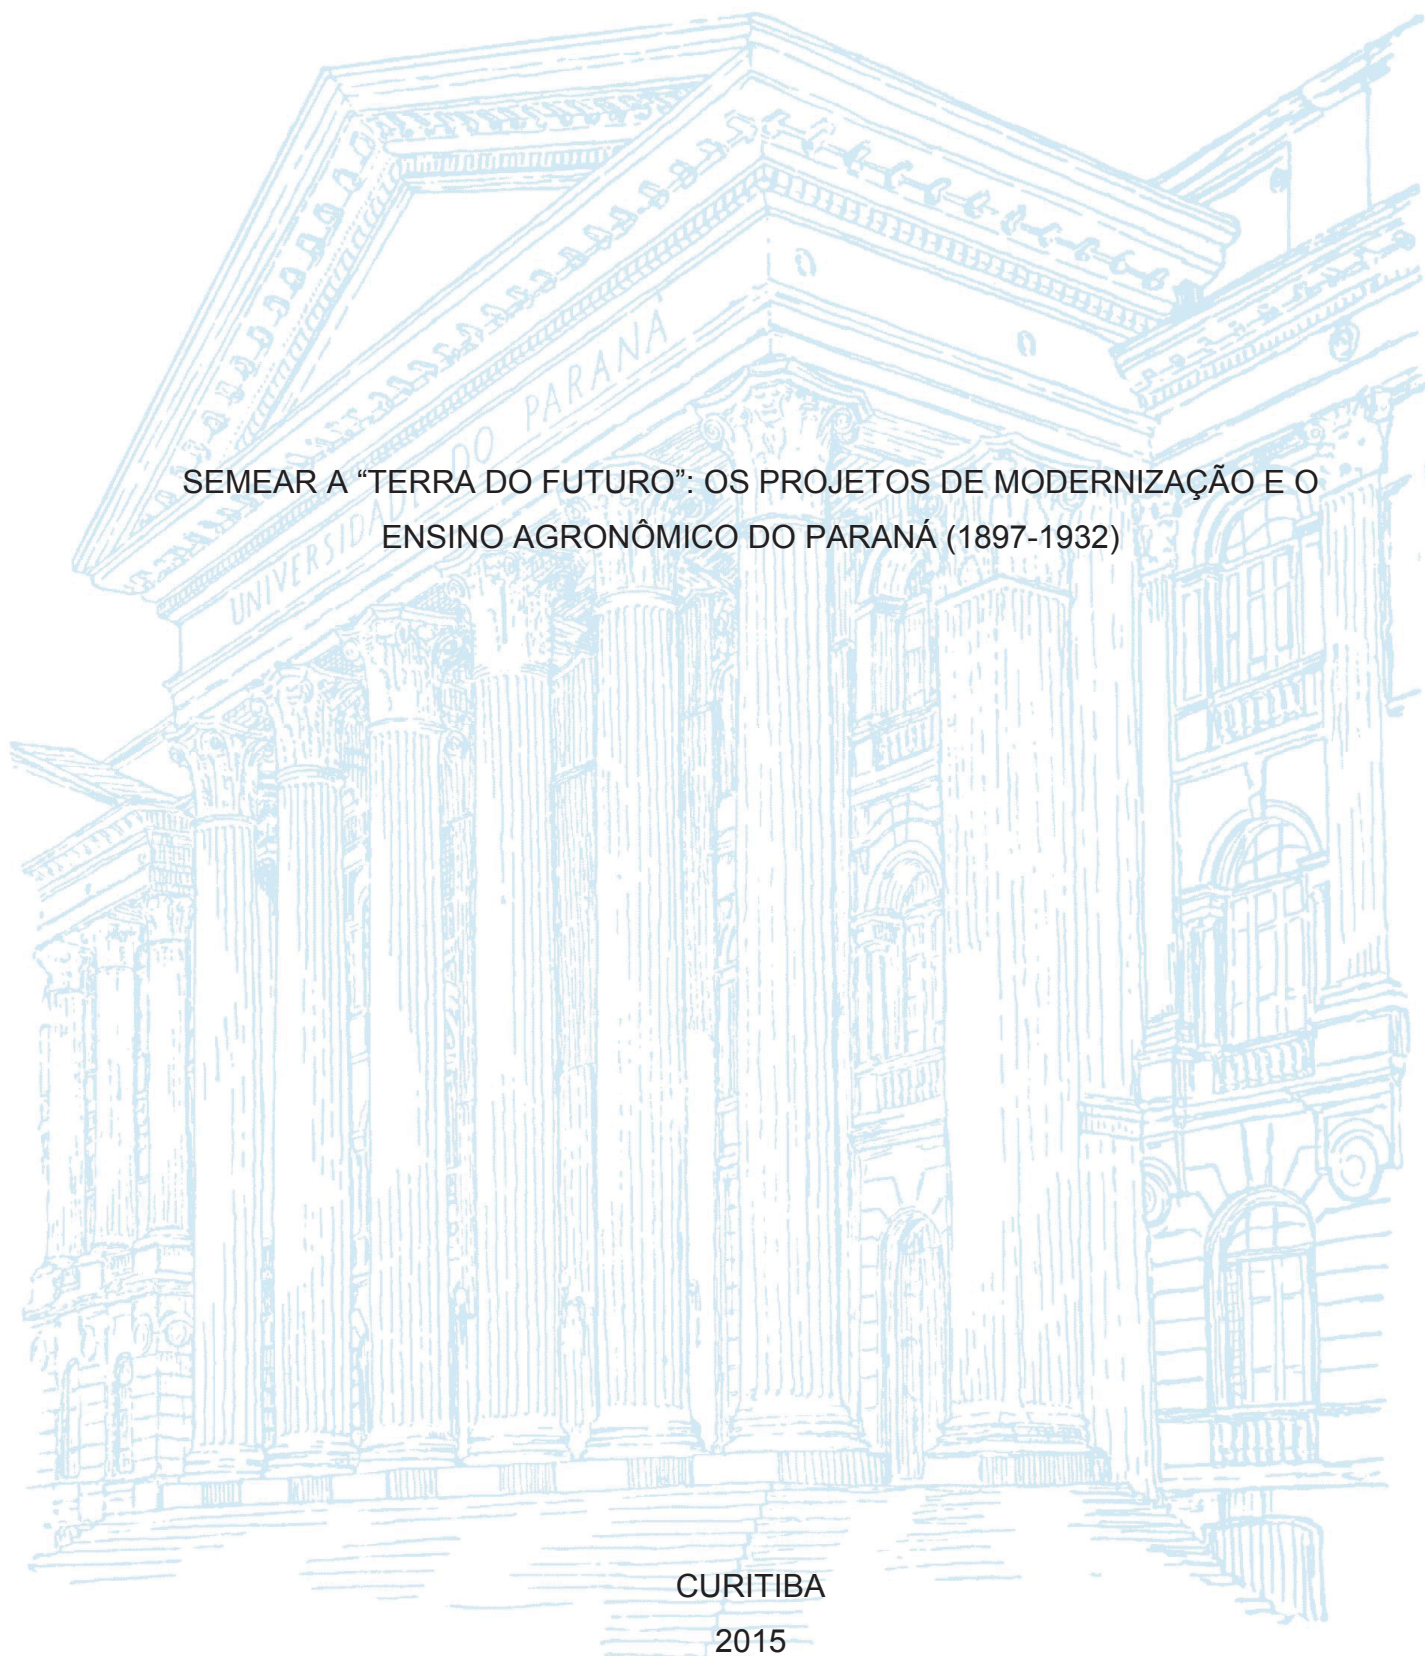 UNIVERSIDADE DO PARANÁ
SEMEAR A “TERRA DO FUTURO”: OS PROJETOS DE MODERNIZAÇÃO E O
ENSINO AGRONÔMICO DO PARANÁ (1897-1932)
CURITIBA
2015